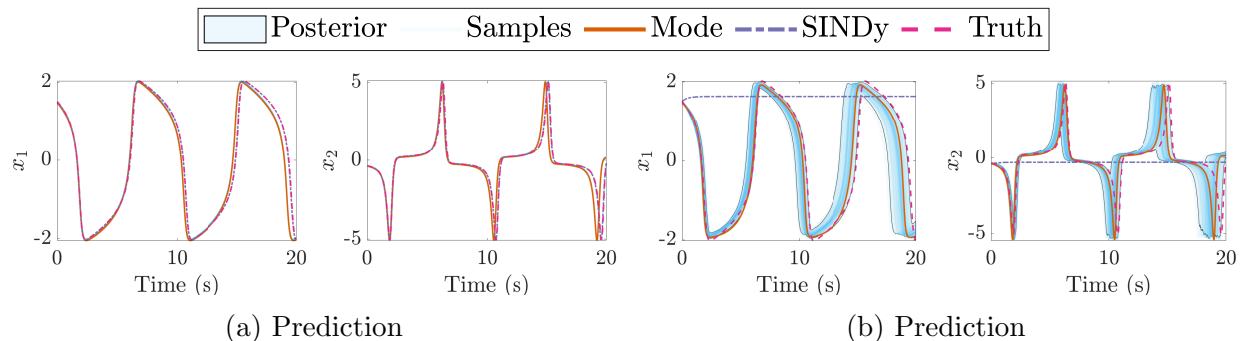 Posterior Samples Mode SINDy Truth
2
0
-2
x₁
0 10 20
Time (s)
5
0
-5
x₂
0 10 20
Time (s)
2
0
-2
x₁
0 10 20
Time (s)
5
0
-5
x₂
0 10 20
Time (s)
(a) Prediction
(b) Prediction